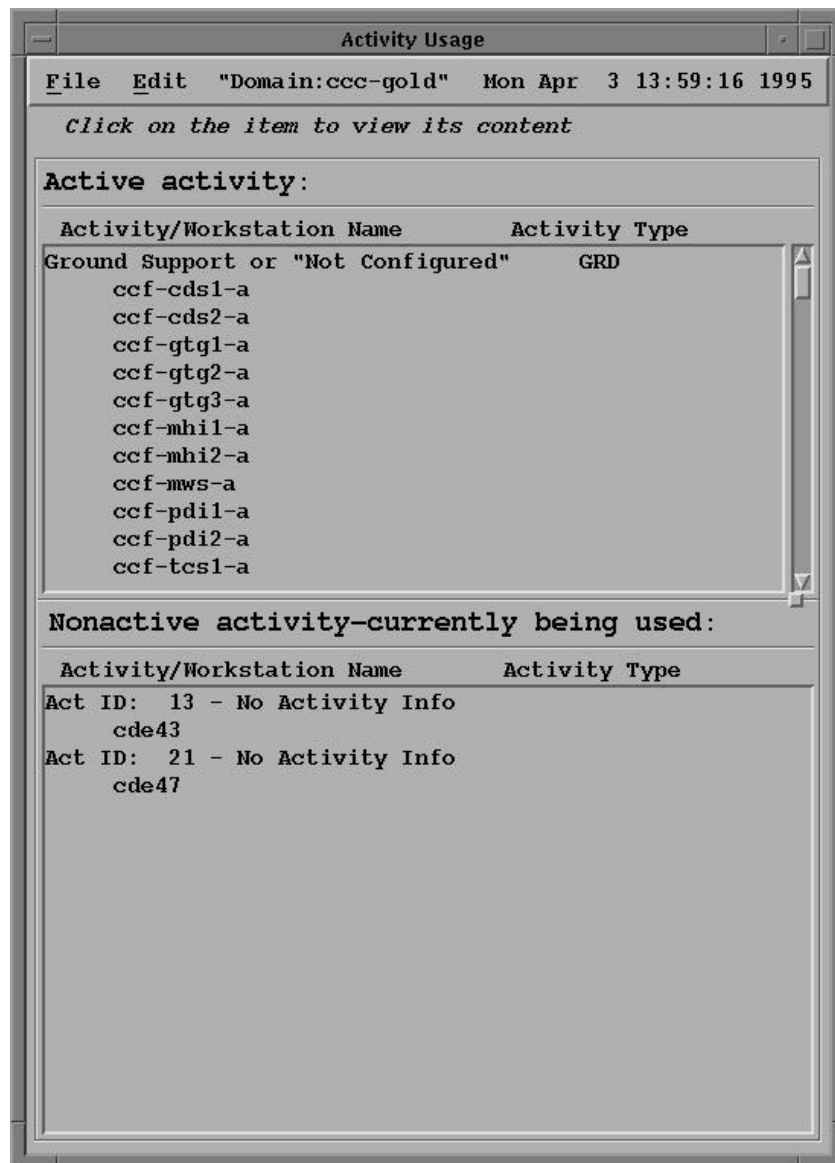 Activity Usage
File Edit "Domain:ccc-gold" Mon Apr 3 13:59:16 1995
Click on the item to view its content
Active activity:
Activity/Workstation Name Activity Type
Ground Support or "Not Configured" GRD
ccf-cds1-a
ccf-cds2-a
ccf-gtg1-a
ccf-gtg2-a
ccf-gtg3-a
ccf-mhi1-a
ccf-mhi2-a
ccf-mws-a
ccf-pdi1-a
ccf-pdi2-a
ccf-tcs1-a
Nonactive activity-currently being used:
Activity/Workstation Name Activity Type
Act ID: 13 - No Activity Info
cde43
Act ID: 21 - No Activity Info
cde47